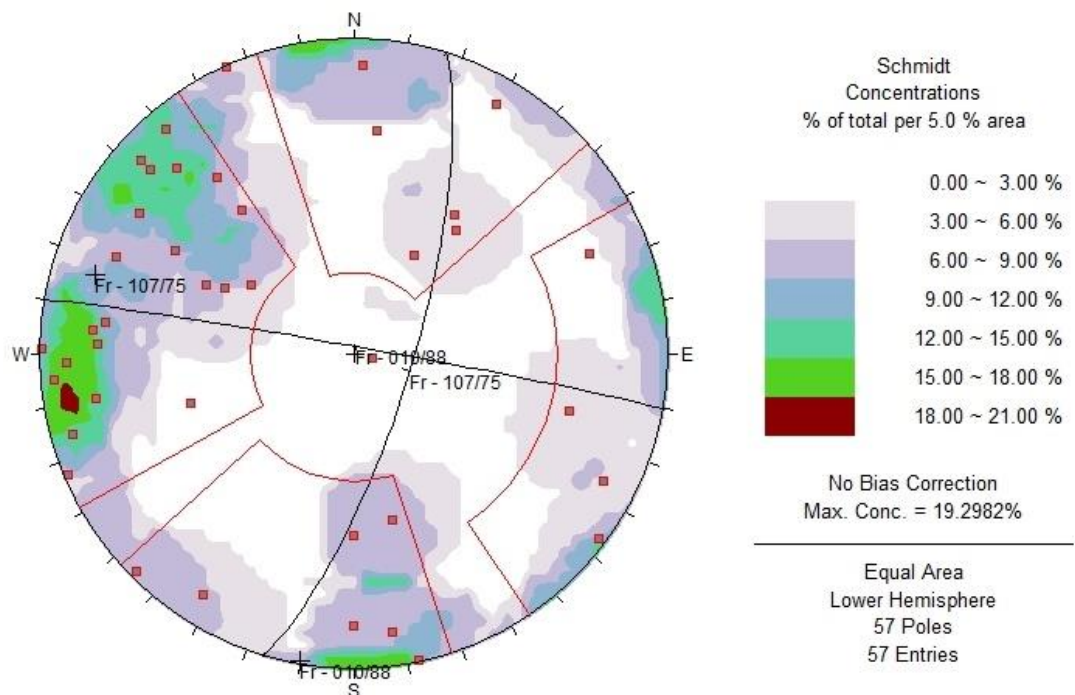 N
Schmidt
Concentrations
% of total per 5.0 % area
0.00 ~ 3.00 %
3.00 ~ 6.00 %
6.00 ~ 9.00 %
9.00 ~ 12.00 %
12.00 ~ 15.00 %
15.00 ~ 18.00 %
18.00 ~ 21.00 %
Fr - 107/75
W
Fr - 010/88
E
Fr - 107/75
No Bias Correction
Max. Conc. = 19.2982%
Equal Area
Lower Hemisphere
57 Poles
57 Entries
Fr - 010/88
S